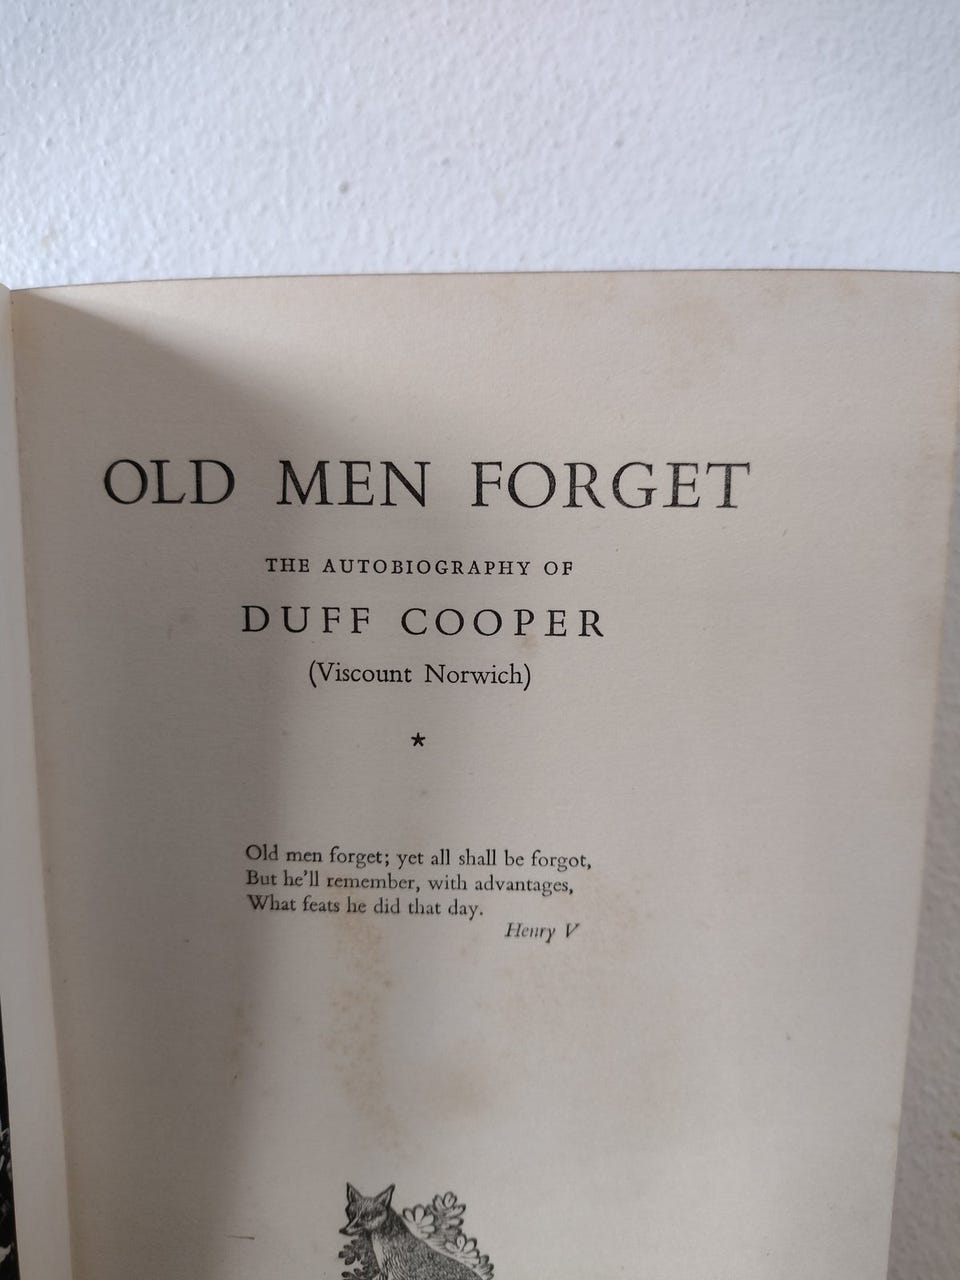 OLD MEN FORGET
THE AUTOBIOGRAPHY OF
DUFF COOPER
(Viscount Norwich)
*
Old men forget; yet all shall be forgot,
But he'll remember, with advantages,
What feats he did that day.
Henry V